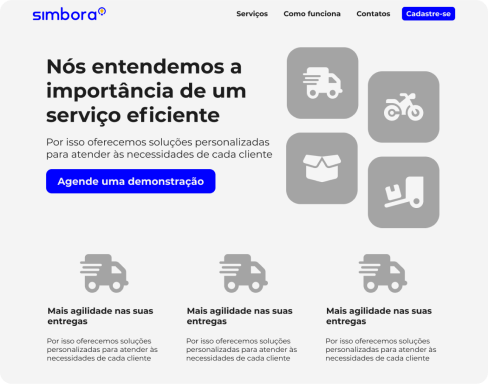 simbora
Serviços Como funciona Contatos Cadastre-se
Nós entendemos a
importância de um
serviço eficiente
Por isso oferecemos soluções personalizadas
para atender às necessidades de cada cliente
Agende uma demonstração
Mais agilidade nas suas
entregas
Por isso oferecemos soluções
personalizadas para atender às
necessidades de cada cliente
Mais agilidade nas suas
entregas
Por isso oferecemos soluções
personalizadas para atender às
necessidades de cada cliente
Mais agilidade nas suas
entregas
Por isso oferecemos soluções
personalizadas para atender às
necessidades de cada cliente